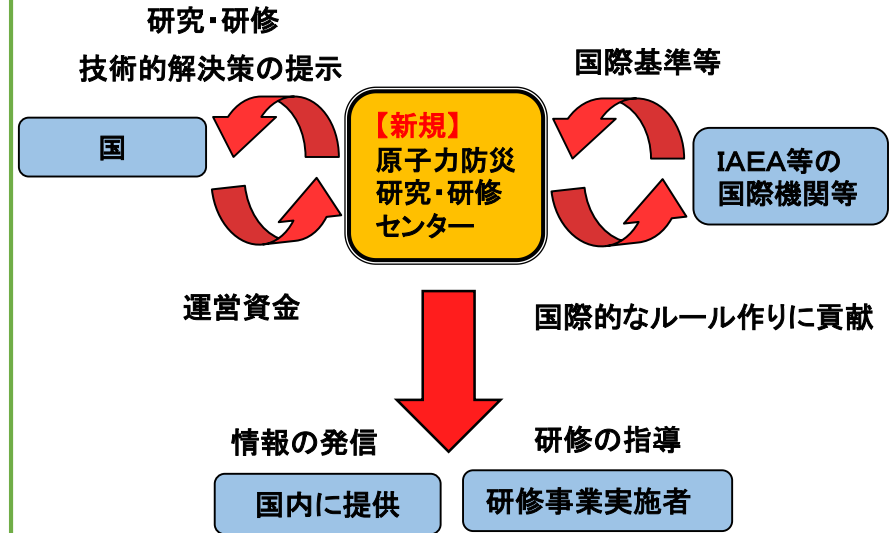 研究・研修
技術的解決策の提示
国際基準等
国
【新規】
原子力防災
研究・研修
センター
IAEA等の
国際機関等
運営資金
国際的なルール作りに貢献
情報の発信
研修の指導
国内に提供
研修事業実施者